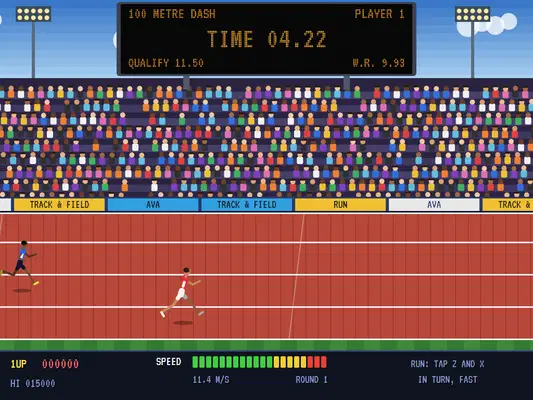 100 METRE DASH
PLAYER 1
TIME 04.22
QUALIFY 11.50
W.R. 9.93
TRACK & FIELD
AVA
TRACK & FIELD
RUN
AVA
TRACK &
1UP 000000
HI 015000
SPEED
11.4 M/S
ROUND 1
RUN: TAP Z AND X
IN TURN, FAST